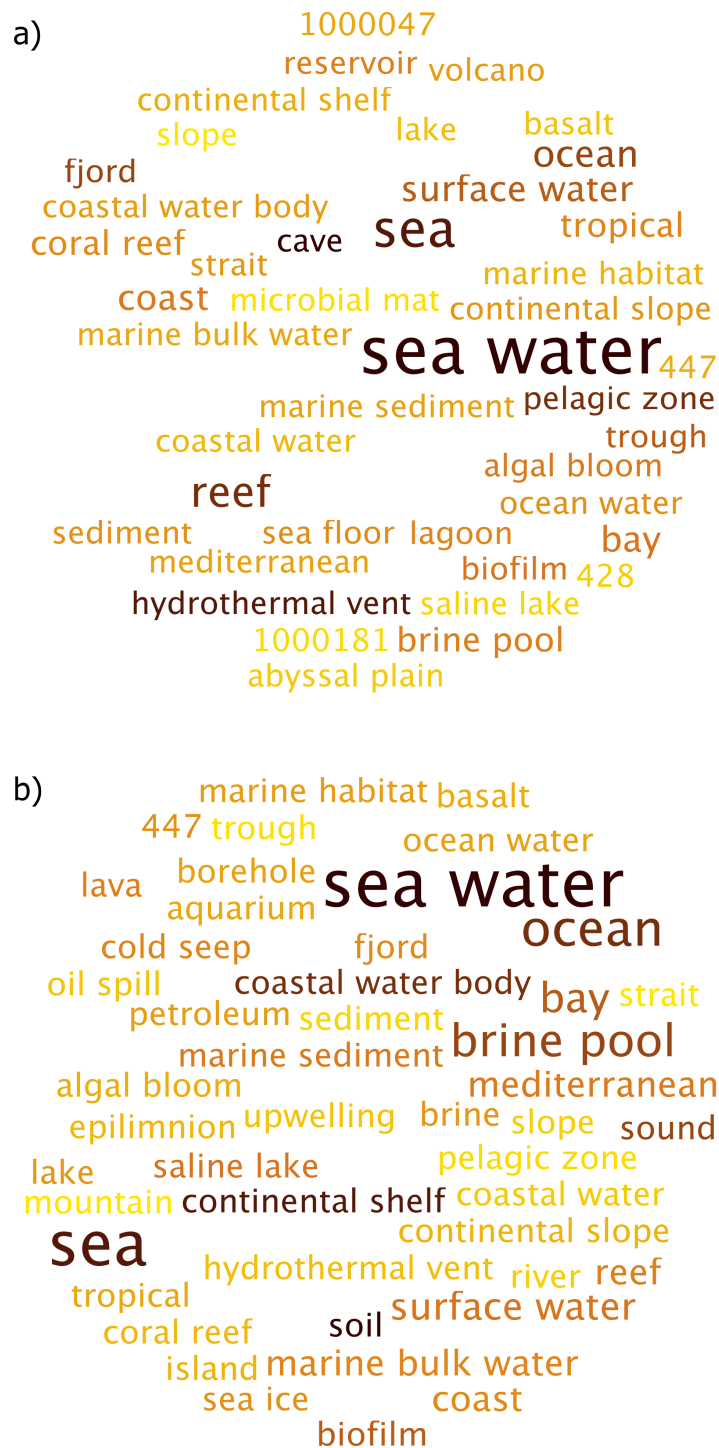 a)
1000047
reservoir volcano
continental shelf
slope lake basalt
ocean
fjord
surface water
coastal water body
sea tropical
coral reef cave
strait
marine habitat
coast microbial mat continental slope
marine bulk water
sea water 447
marine sediment pelagic zone
coastal water trough
algal bloom
reef ocean water
sediment sea floor lagoon bay
mediterranean biofilm 428
hydrothermal vent saline lake
1000181 brine pool
abyssal plain
b)
marine habitat basalt
447 trough ocean water
lava borehole sea water
aquarium
ocean
cold seep fjord
oil spill coastal water body bay strait
petroleum sediment
marine sediment brine pool
algal bloom mediterranean
epilimnion upwelling brine slope sound
lake saline lake pelagic zone
mountain continental shelf coastal water
sea continental slope
hydrothermal vent river reef
tropical surface water
coral reef soil
island marine bulk water
sea ice coast
biofilm